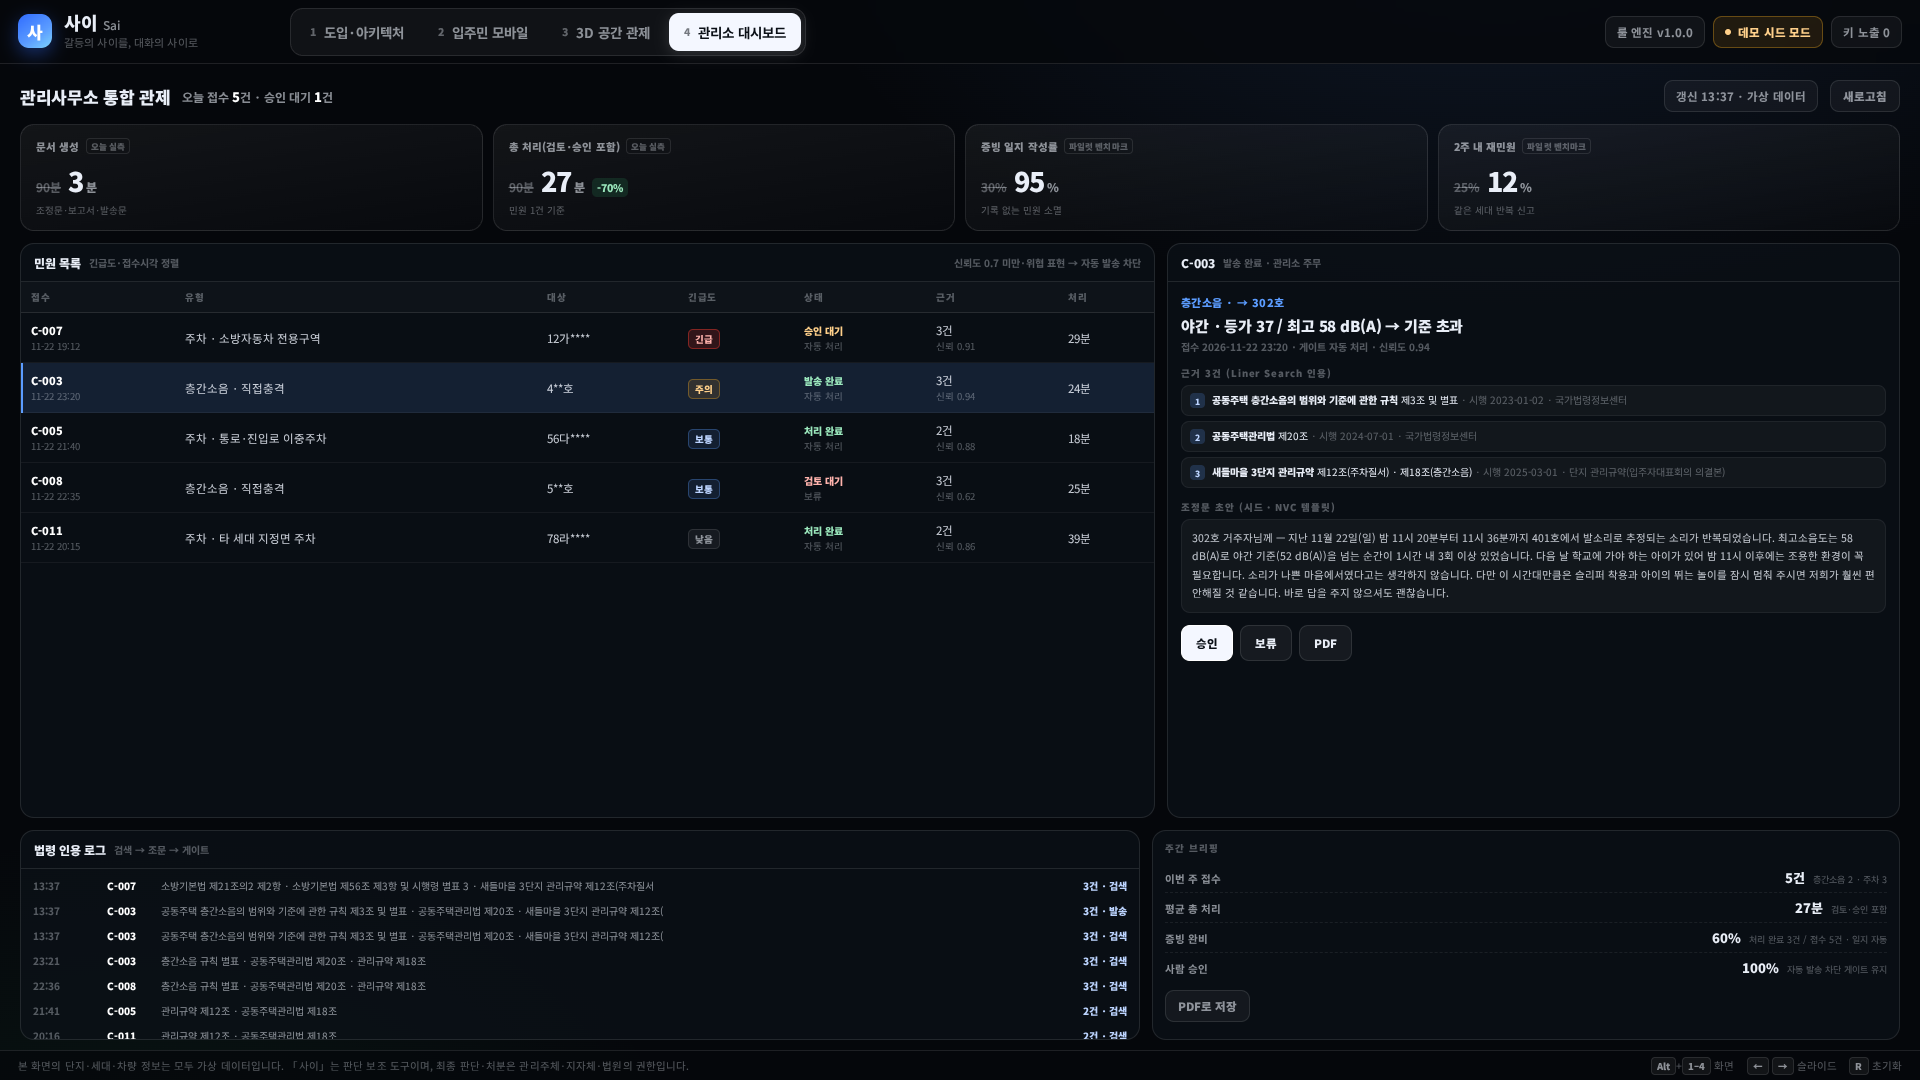 사 사이 Sai
갈등의 사이를, 대화의 사이로
1 도입·아키텍처 2 입주민 모바일 3 3D 공간 관제 4 관리소 대시보드
룰 엔진 v1.0.0 데모 시드 모드 키 노출 0
관리사무소 통합 관제 오늘 접수 5건 · 승인 대기 1건
갱신 13:37 · 가상 데이터 새로고침
문서 생성 오늘 실측
90분 3분
조정문·보고서·발송문
총 처리(검토·승인 포함) 오늘 실측
90분 27분 -70%
민원 1건 기준
증빙 일지 작성률 파일럿 벤치마크
30% 95%
기록 없는 민원 소멸
2주 내 재민원 파일럿 벤치마크
25% 12%
같은 세대 반복 신고
민원 목록 긴급도·접수시각 정렬 신뢰도 0.7 미만·위협 표현 → 자동 발송 차단
접수 유형 대상 긴급도 상태 근거 처리
C-007 11-22 19:12 주차 · 소방자동차 전용구역 12가**** 긴급 승인 대기 자동 처리 3건 신뢰 0.91 29분
C-003 11-22 23:20 층간소음 · 직접충격 4**호 주의 발송 완료 자동 처리 3건 신뢰 0.94 24분
C-005 11-22 21:40 주차 · 통로·진입로 이중주차 56다**** 보통 처리 완료 자동 처리 2건 신뢰 0.88 18분
C-008 11-22 22:35 층간소음 · 직접충격 5**호 보통 검토 대기 보류 3건 신뢰 0.62 25분
C-011 11-22 20:15 주차 · 타 세대 지정면 주차 78라**** 낮음 처리 완료 자동 처리 2건 신뢰 0.86 39분
C-003 발송 완료 · 관리소 주무
층간소음 · → 302호
야간 · 등가 37 / 최고 58 dB(A) → 기준 초과
접수 2026-11-22 23:20 · 게이트 자동 처리 · 신뢰도 0.94
근거 3건 (Liner Search 인용)
1 공동주택 층간소음의 범위와 기준에 관한 규칙 제3조 및 별표 · 시행 2023-01-02 · 국가법령정보센터
2 공동주택관리법 제20조 · 시행 2024-07-01 · 국가법령정보센터
3 새들마을 3단지 관리규약 제12조(주차질서) · 제18조(층간소음) · 시행 2025-03-01 · 단지 관리규약(입주자대표회의 의결본)
조정문 초안 (시드 · NVC 템플릿)
302호 거주자님께 — 지난 11월 22일(일) 밤 11시 20분부터 11시 36분까지 401호에서 발소리로 추정되는 소리가 반복되었습니다. 최고소음도는 58
dB(A)로 야간 기준(52 dB(A))을 넘는 순간이 1시간 내 3회 이상 있었습니다. 다음 날 학교에 가야 하는 아이가 있어 밤 11시 이후에는 조용한 환경이 꼭
필요합니다. 소리가 나쁜 마음에서였다고는 생각하지 않습니다. 다만 이 시간대만큼은 슬리퍼 착용과 아이의 뛰는 놀이를 잠시 멈춰 주시면 저희가 훨씬 편
안해질 것 같습니다. 바로 답을 주지 않으셔도 괜찮습니다.
승인 보류 PDF
법령 인용 로그 검색 → 조문 → 게이트
13:37 C-007 소방기본법 제21조의2 제2항 · 소방기본법 제56조 제3항 및 시행령 별표 3 · 새들마을 3단지 관리규약 제12조(주차질서 3건 · 검색
13:37 C-003 공동주택 층간소음의 범위와 기준에 관한 규칙 제3조 및 별표 · 공동주택관리법 제20조 · 새들마을 3단지 관리규약 제12조( 3건 · 발송
13:37 C-003 공동주택 층간소음의 범위와 기준에 관한 규칙 제3조 및 별표 · 공동주택관리법 제20조 · 새들마을 3단지 관리규약 제12조( 3건 · 검색
23:21 C-003 층간소음 규칙 별표 · 공동주택관리법 제20조 · 관리규약 제18조 3건 · 검색
22:36 C-008 층간소음 규칙 별표 · 공동주택관리법 제20조 · 관리규약 제18조 3건 · 검색
21:41 C-005 관리규약 제12조 · 공동주택관리법 제18조 2건 · 검색
20:16 C-011 관리규약 제12조 · 공동주택관리법 제18조 2건 · 검색
주간 브리핑
이번 주 접수 5건 층간소음 2 · 주차 3
평균 총 처리 27분 검토·승인 포함
증빙 완비 60% 처리 완료 3건 / 접수 5건 · 일지 자동
사람 승인 100% 자동 발송 차단 게이트 유지
PDF로 저장
본 화면의 단지·세대·차량 정보는 모두 가상 데이터입니다. 「사이」는 판단 보조 도구이며, 최종 판단·처분은 관리주체·지자체·법원의 권한입니다.
Alt+1–4 화면 ← → 슬라이드 R 초기화